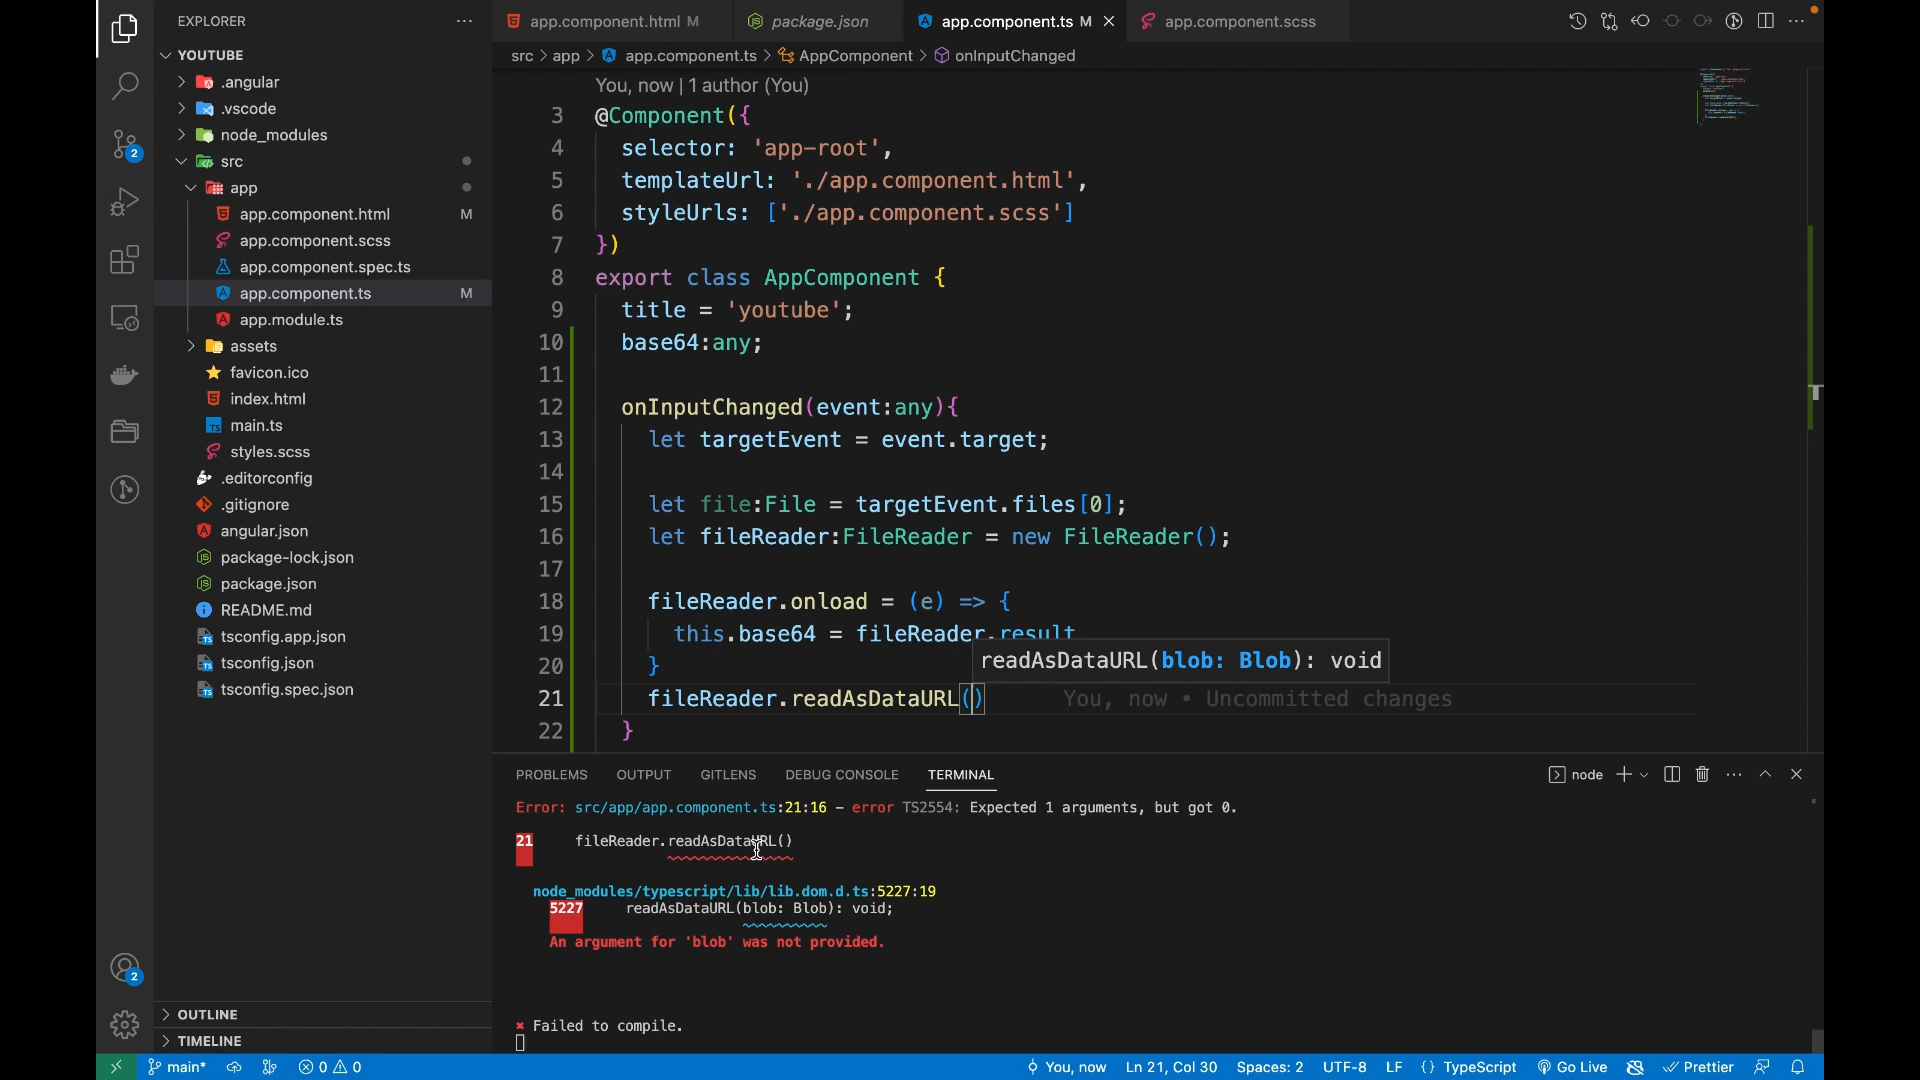 EXPLORER
YOUTUBE
.angular
.vscode
node_modules
src
app
app.component.html M
app.component.scss
app.component.spec.ts
app.component.ts M
app.module.ts
assets
favicon.ico
index.html
main.ts
styles.scss
.editorconfig
.gitignore
angular.json
package-lock.json
package.json
README.md
tsconfig.app.json
tsconfig.json
tsconfig.spec.json
OUTLINE
TIMELINE
2
2
app.component.html M
package.json
app.component.ts M
app.component.scss
src > app > app.component.ts > AppComponent > onInputChanged
You, now | 1 author (You)
3 @Component({
4 selector: 'app-root',
5 templateUrl: './app.component.html',
6 styleUrls: ['./app.component.scss']
7 })
8 export class AppComponent {
9 title = 'youtube';
10 base64:any;
11
12 onInputChanged(event:any){
13 let targetEvent = event.target;
14
15 let file:File = targetEvent.files[0];
16 let fileReader:FileReader = new FileReader();
17
18 fileReader.onload = (e) => {
19 this.base64 = fileReader.result
20 }
readAsDataURL(blob: Blob): void
21 fileReader.readAsDataURL() You, now • Uncommitted changes
22 }
PROBLEMS OUTPUT GITLENS DEBUG CONSOLE TERMINAL
node
Error: src/app/app.component.ts:21:16 – error TS2554: Expected 1 arguments, but got 0.
21 fileReader.readAsDataURL()
node_modules/typescript/lib/lib.dom.d.ts:5227:19
5227 readAsDataURL(blob: Blob): void;
An argument for 'blob' was not provided.
✖ Failed to compile.
main* 0 0 You, now Ln 21, Col 30 Spaces: 2 UTF-8 LF {} TypeScript Go Live Prettier